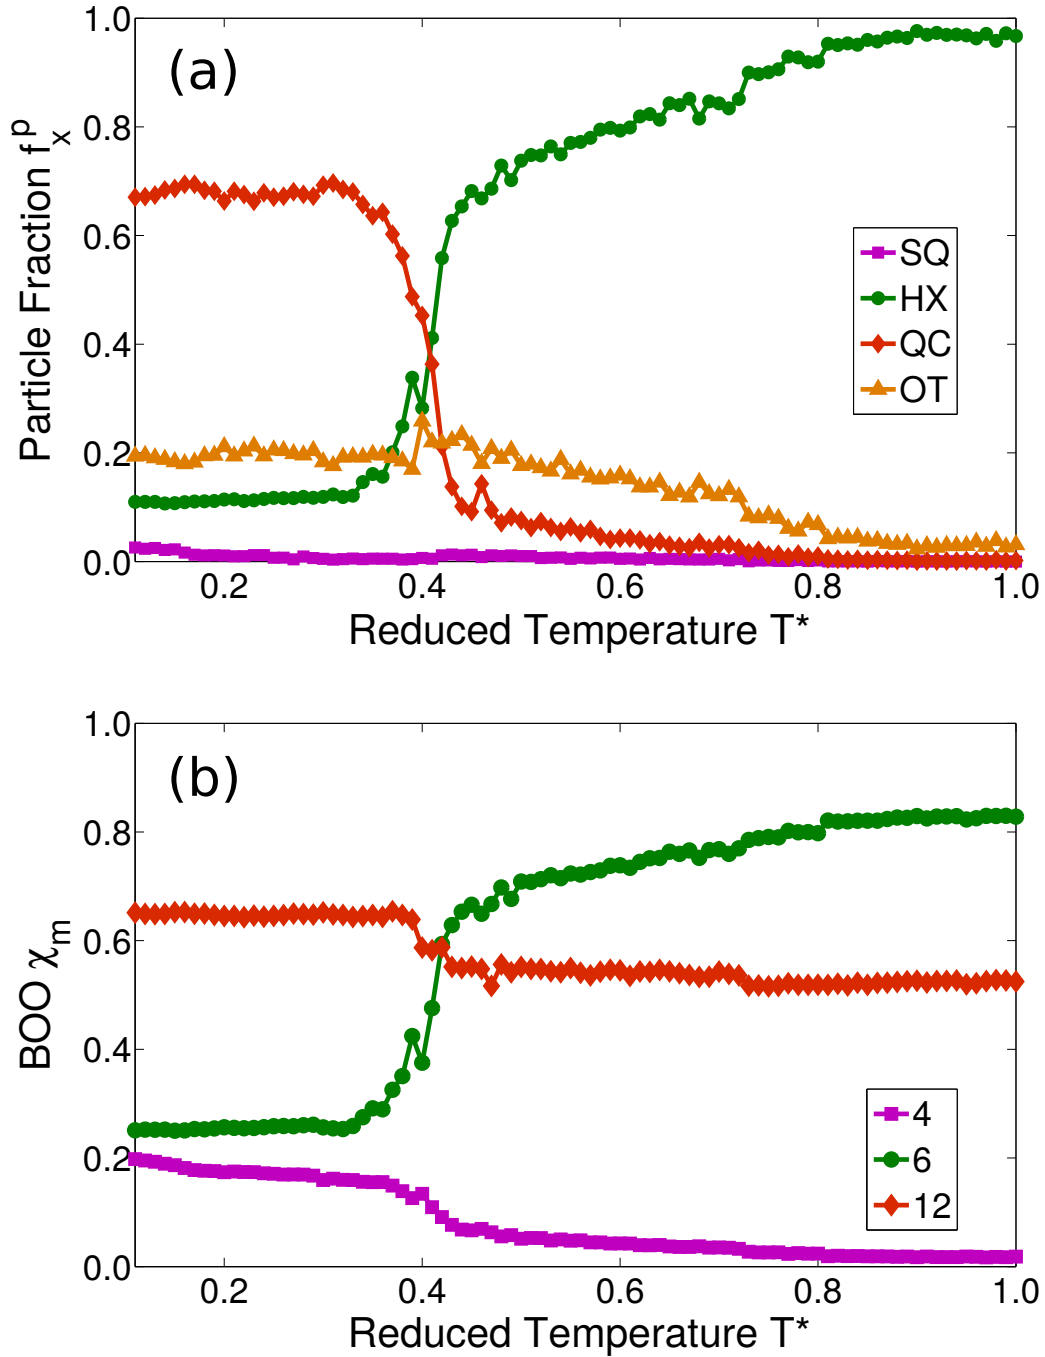 (a)
1.0
0.8
0.6
0.4
0.2
0.0
Particle Fraction f_x^p
SQ
HX
QC
OT
0.2 0.4 0.6 0.8 1.0
Reduced Temperature T*
(b)
1.0
0.8
0.6
0.4
0.2
0.0
BOO χ_m
4
6
12
0.2 0.4 0.6 0.8 1.0
Reduced Temperature T*